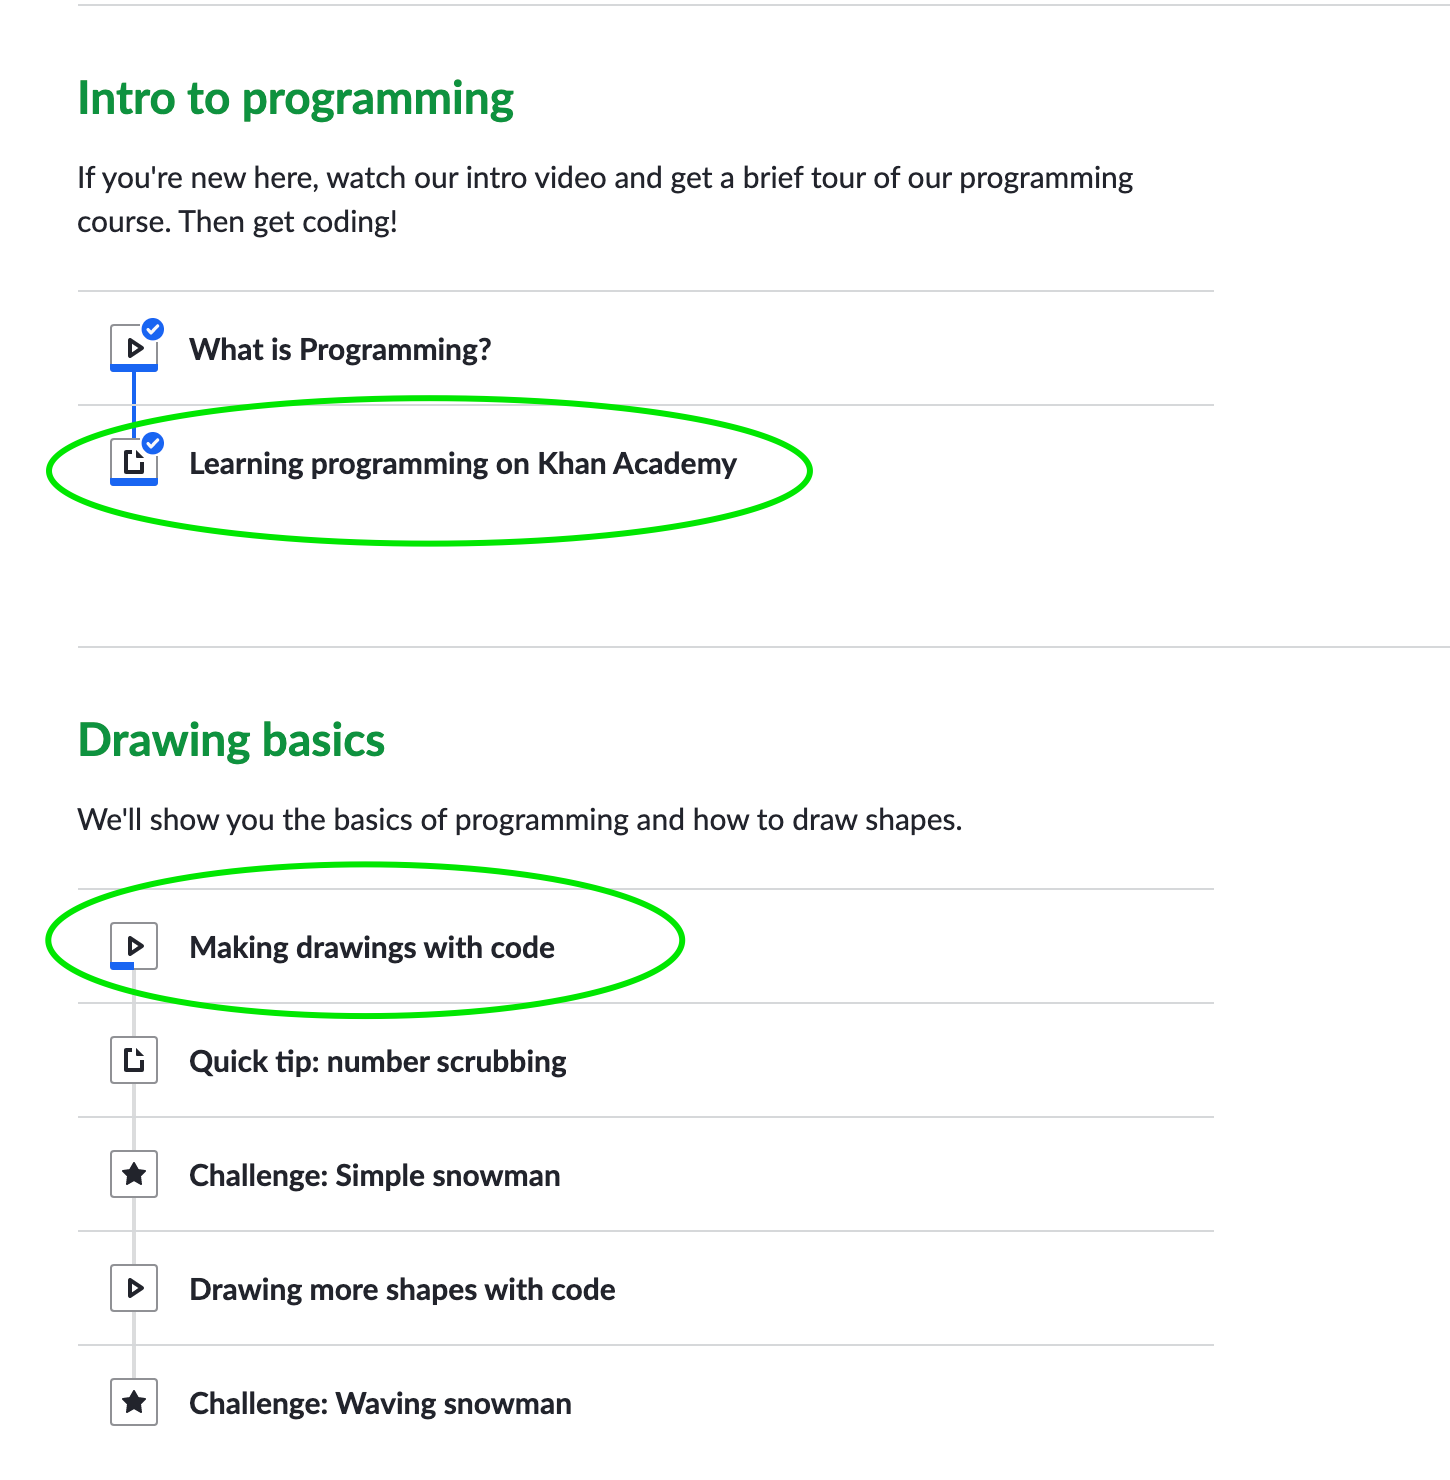 Intro to programming
If you're new here, watch our intro video and get a brief tour of our programming
course. Then get coding!
What is Programming?
Learning programming on Khan Academy
Drawing basics
We'll show you the basics of programming and how to draw shapes.
Making drawings with code
Quick tip: number scrubbing
Challenge: Simple snowman
Drawing more shapes with code
Challenge: Waving snowman